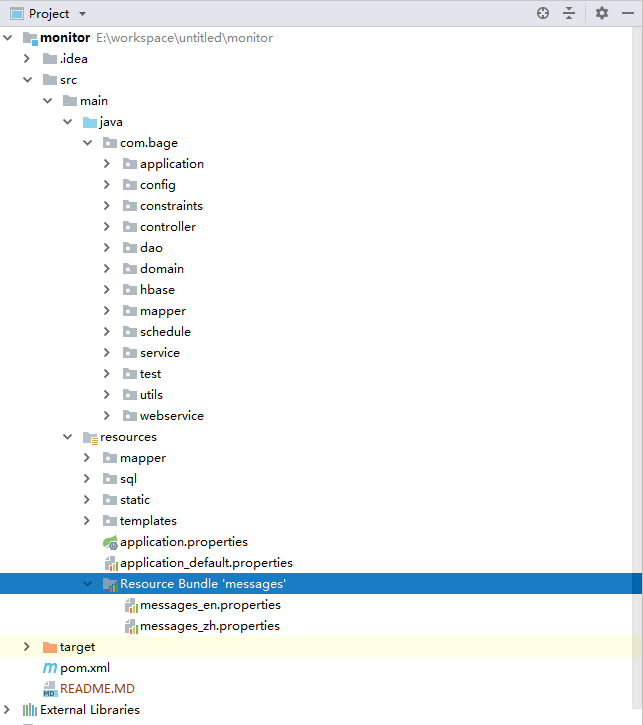 Project
monitor E:\workspace\untitled\monitor
.idea
src
main
java
com.bage
application
config
constraints
controller
dao
domain
hbase
mapper
schedule
service
test
utils
webservice
resources
mapper
sql
static
templates
application.properties
application_default.properties
Resource Bundle 'messages'
messages_en.properties
messages_zh.properties
target
m pom.xml
MD README.MD
External Libraries